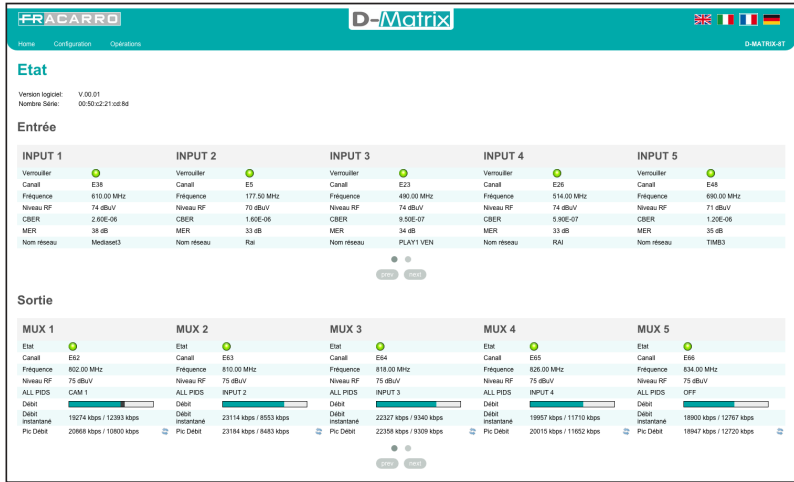 FRACARRO
D-Matrix
Home Configuration Opérations D-MATRIX-8T
Etat
Version logiciel: V.00.01
Nombre Série: 00:50:c2:21:cd:8d
Entrée
INPUT 1 INPUT 2 INPUT 3 INPUT 4 INPUT 5
Verrouiller Verrouiller Verrouiller Verrouiller Verrouiller
Canall E38 Canall E5 Canall E23 Canall E26 Canall E48
Fréquence 610.00 MHz Fréquence 177.50 MHz Fréquence 490.00 MHz Fréquence 514.00 MHz Fréquence 690.00 MHz
Niveau RF 74 dBuV Niveau RF 70 dBuV Niveau RF 74 dBuV Niveau RF 74 dBuV Niveau RF 71 dBuV
CBER 2.60E-06 CBER 1.60E-06 CBER 9.50E-07 CBER 5.90E-07 CBER 1.20E-06
MER 38 dB MER 33 dB MER 34 dB MER 33 dB MER 35 dB
Nom réseau Mediaset3 Nom réseau Rai Nom réseau PLAY1 VEN Nom réseau RAI Nom réseau TIMB3
prev next
Sortie
MUX 1 MUX 2 MUX 3 MUX 4 MUX 5
Etat Etat Etat Etat Etat
Canall E62 Canall E63 Canall E64 Canall E65 Canall E66
Fréquence 802.00 MHz Fréquence 810.00 MHz Fréquence 818.00 MHz Fréquence 826.00 MHz Fréquence 834.00 MHz
Niveau RF 75 dBuV Niveau RF 75 dBuV Niveau RF 75 dBuV Niveau RF 75 dBuV Niveau RF 75 dBuV
ALL PIDS CAM 1 ALL PIDS INPUT 2 ALL PIDS INPUT 3 ALL PIDS INPUT 4 ALL PIDS OFF
Débit Débit Débit Débit Débit
Débit instantané 19274 kbps / 12393 kbps Débit instantané 23114 kbps / 8553 kbps Débit instantané 22327 kbps / 9340 kbps Débit instantané 19957 kbps / 11710 kbps Débit instantané 18900 kbps / 12767 kbps
Pic Débit 20868 kbps / 10800 kbps Pic Débit 23184 kbps / 8483 kbps Pic Débit 22358 kbps / 9309 kbps Pic Débit 20015 kbps / 11652 kbps Pic Débit 18947 kbps / 12720 kbps
prev next